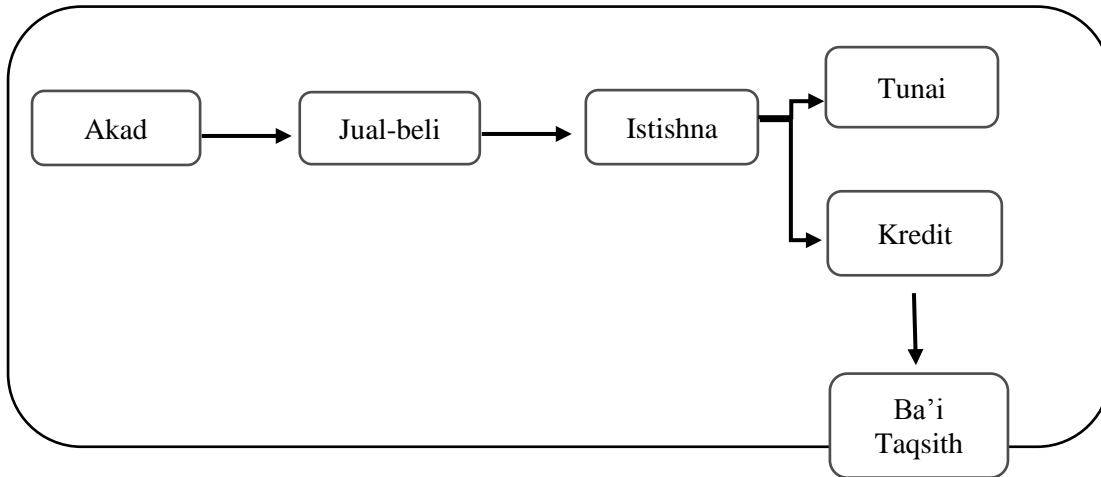 Akad
Jual-beli
Istishna
Tunai
Kredit
Ba’i
Taqsith